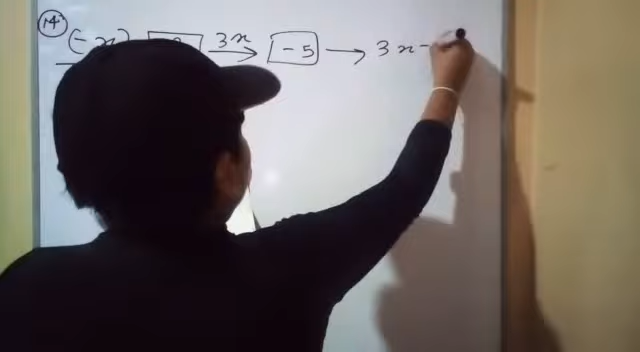 14
(-x) 3x → -5 → 3x -